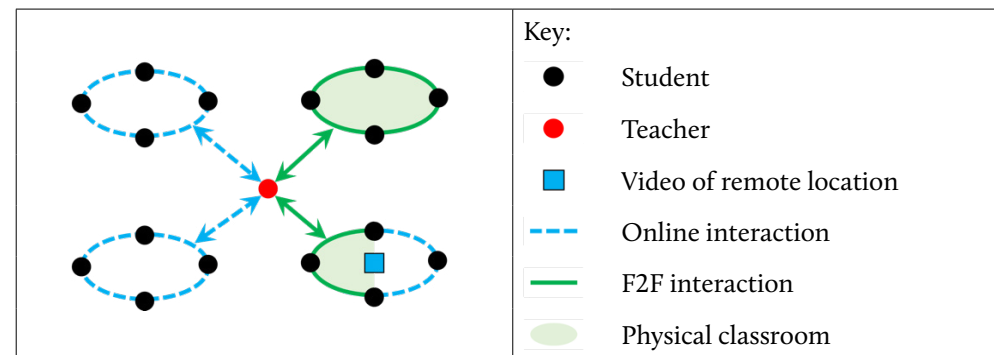 Key:
Student
Teacher
Video of remote location
Online interaction
F2F interaction
Physical classroom